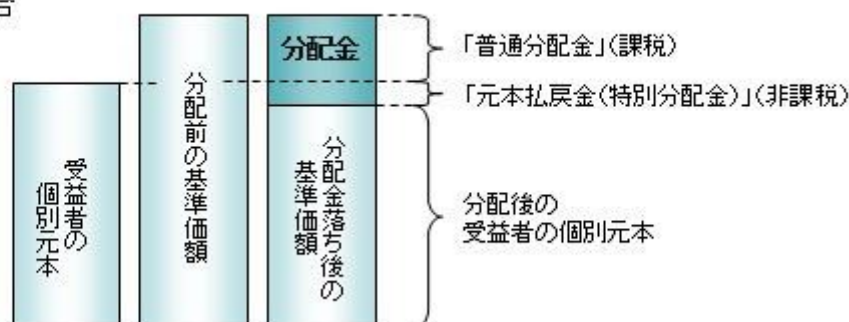 分配金
「普通分配金」(課税)
「元本払戻金(特別分配金)」(非課税)
受益者の
個別元本
分配前の基準価額
分配金落ち後の
基準価額
分配後の
受益者の個別元本